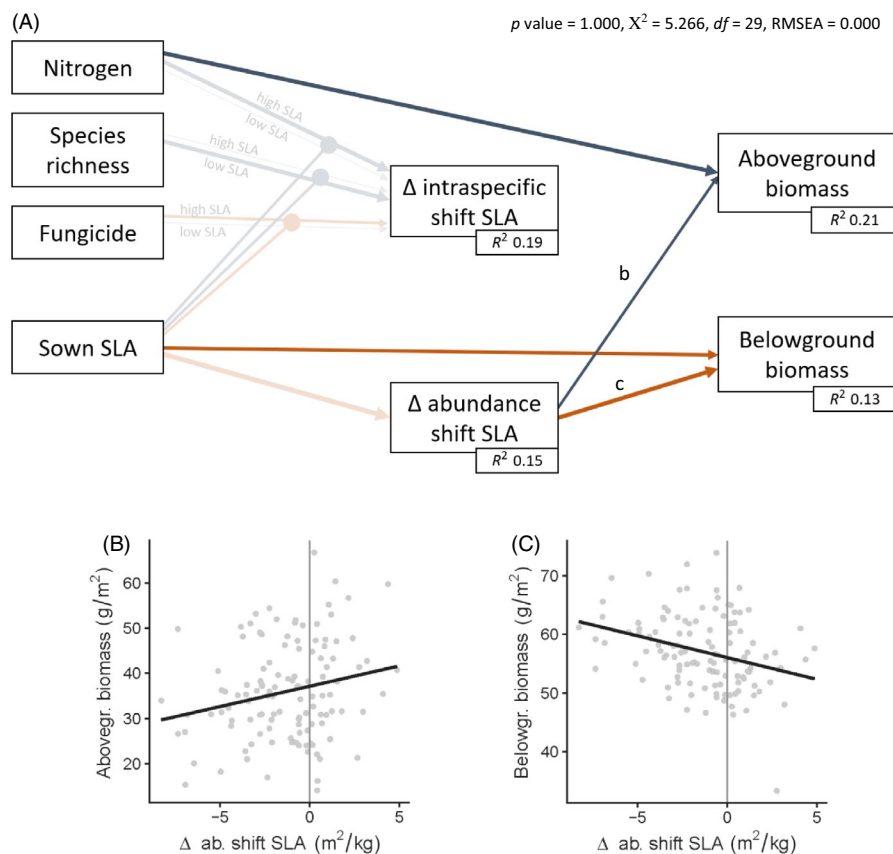 (A)
p value = 1.000, X² = 5.266, df = 29, RMSEA = 0.000
Nitrogen
high SLA
low SLA
Species
richness
high SLA
low SLA
Aboveground
biomass
R² 0.21
Δ intraspecific
shift SLA
R² 0.19
Fungicide
high SLA
low SLA
b
Sown SLA
Belowground
biomass
R² 0.13
c
Δ abundance
shift SLA
R² 0.15
(B)
Abovegr. biomass (g/m²)
60
50
40
30
20
−5
0
5
Δ ab. shift SLA (m²/kg)
(C)
Belowgr. biomass (g/m²)
70
60
50
40
−5
0
5
Δ ab. shift SLA (m²/kg)